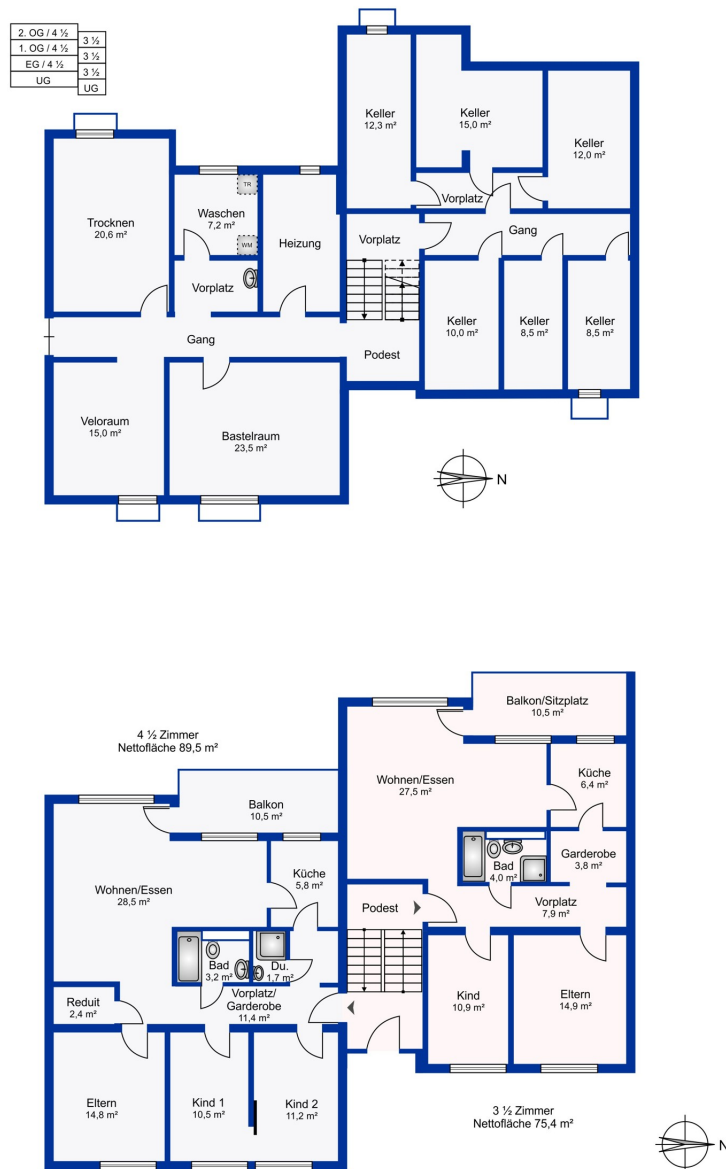 2. OG / 4 ½
3 ½
1. OG / 4 ½
3 ½
EG / 4 ½
3 ½
UG
UG
Keller
12,3 m²
Keller
15,0 m²
Keller
12,0 m²
TR
Trocknen
20,6 m²
Waschen
7,2 m²
WM
Heizung
Vorplatz
Vorplatz
Gang
Vorplatz
Keller
10,0 m²
Keller
8,5 m²
Keller
8,5 m²
Gang
Podest
Veloraum
15,0 m²
Bastelraum
23,5 m²
N
4 ½ Zimmer
Nettofläche 89,5 m²
Balkon/Sitzplatz
10,5 m²
Wohnen/Essen
27,5 m²
Küche
6,4 m²
Balkon
10,5 m²
Bad
4,0 m²
Garderobe
3,8 m²
Wohnen/Essen
28,5 m²
Küche
5,8 m²
Podest
Vorplatz
7,9 m²
Bad
3,2 m²
Du.
1,7 m²
Reduit
2,4 m²
Vorplatz/
Garderobe
11,4 m²
Kind
10,9 m²
Eltern
14,9 m²
Eltern
14,8 m²
Kind 1
10,5 m²
Kind 2
11,2 m²
3 ½ Zimmer
Nettofläche 75,4 m²
N